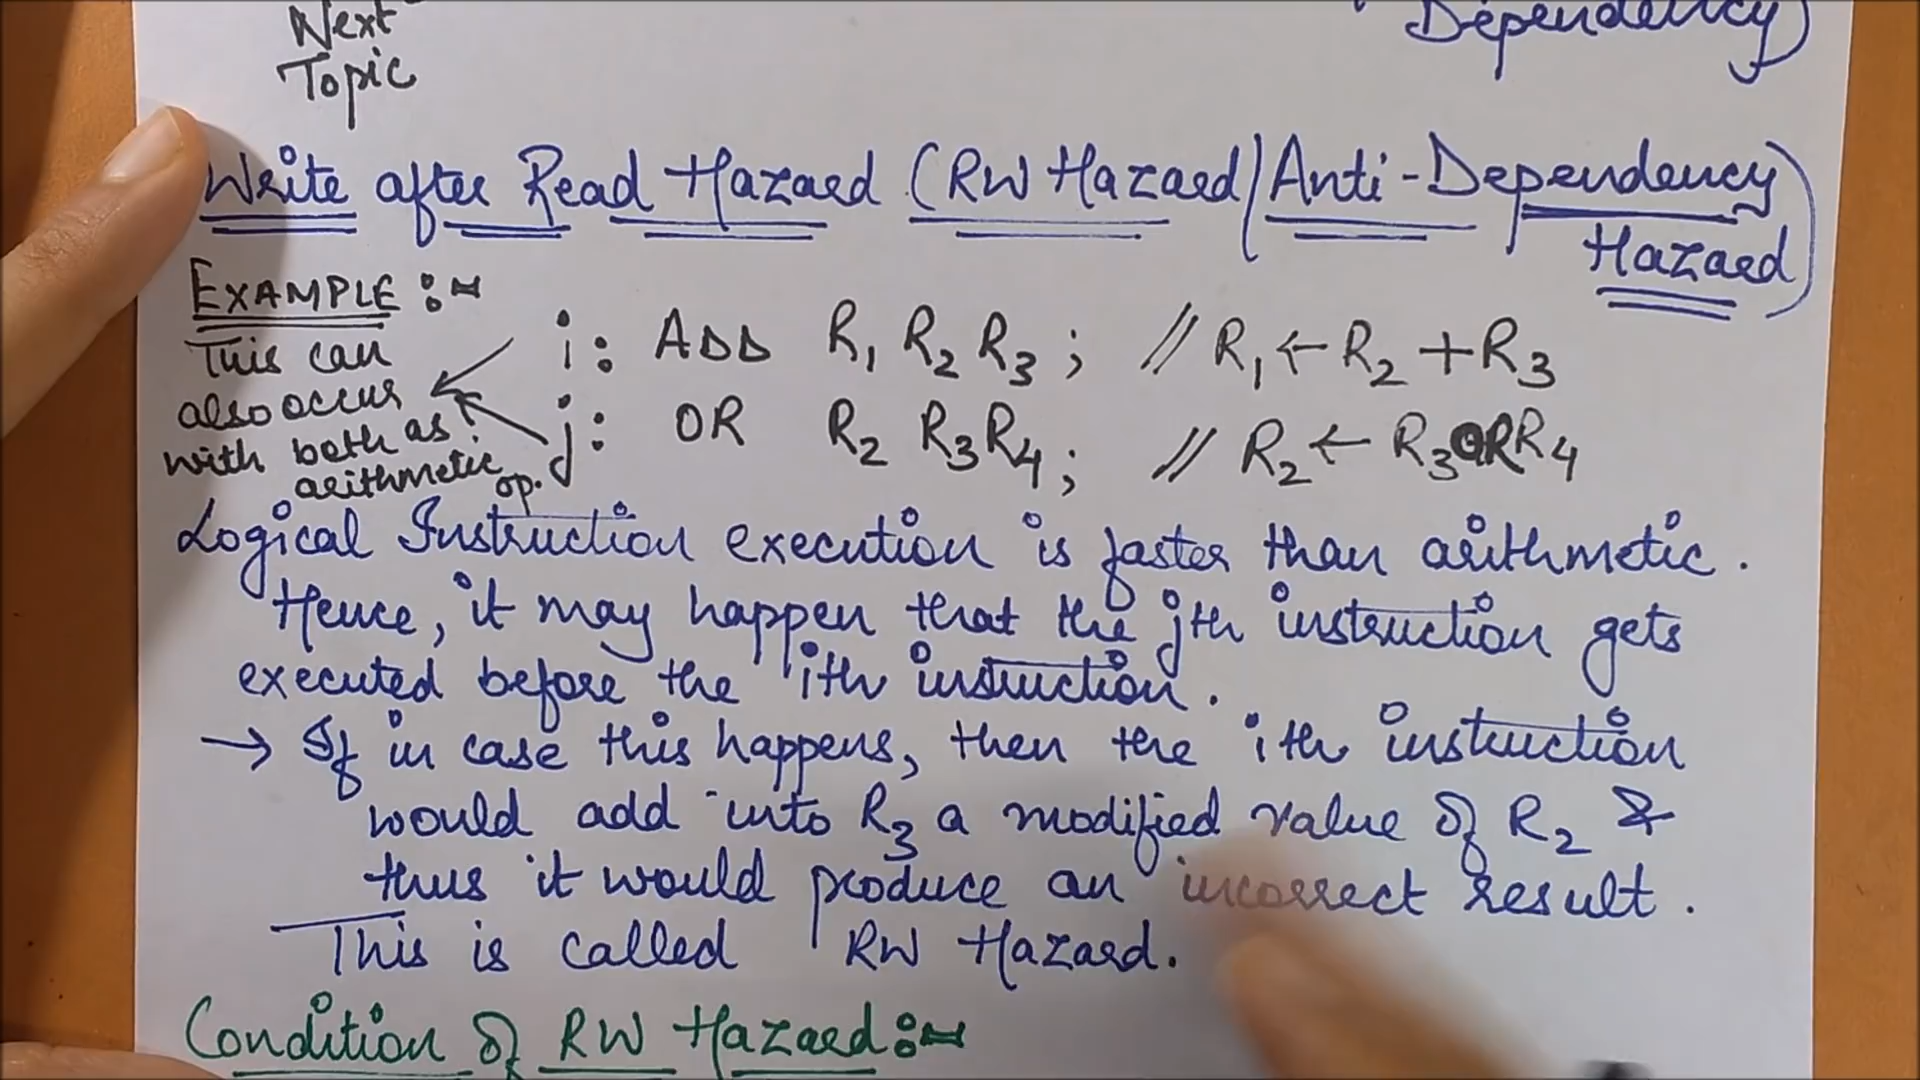 Next
Topic
Dependency)
Write after Read Hazard (RW Hazard/Anti-Dependency
Hazard)
EXAMPLE :-
i: ADD R1 R2 R3 ; // R1 ← R2 + R3
This can
also occur
with both as
arithmetic
op.
j: OR R2 R3 R4 ; // R2 ← R3 OR R4
Logical Instruction execution is faster than arithmetic.
Hence, it may happen that the jth instruction gets
executed before the ith instruction.
→ If in case this happens, then the ith instruction
would add into R3 a modified value of R2 &
thus it would produce an incorrect result.
This is called RW Hazard.
Condition of RW Hazard :-